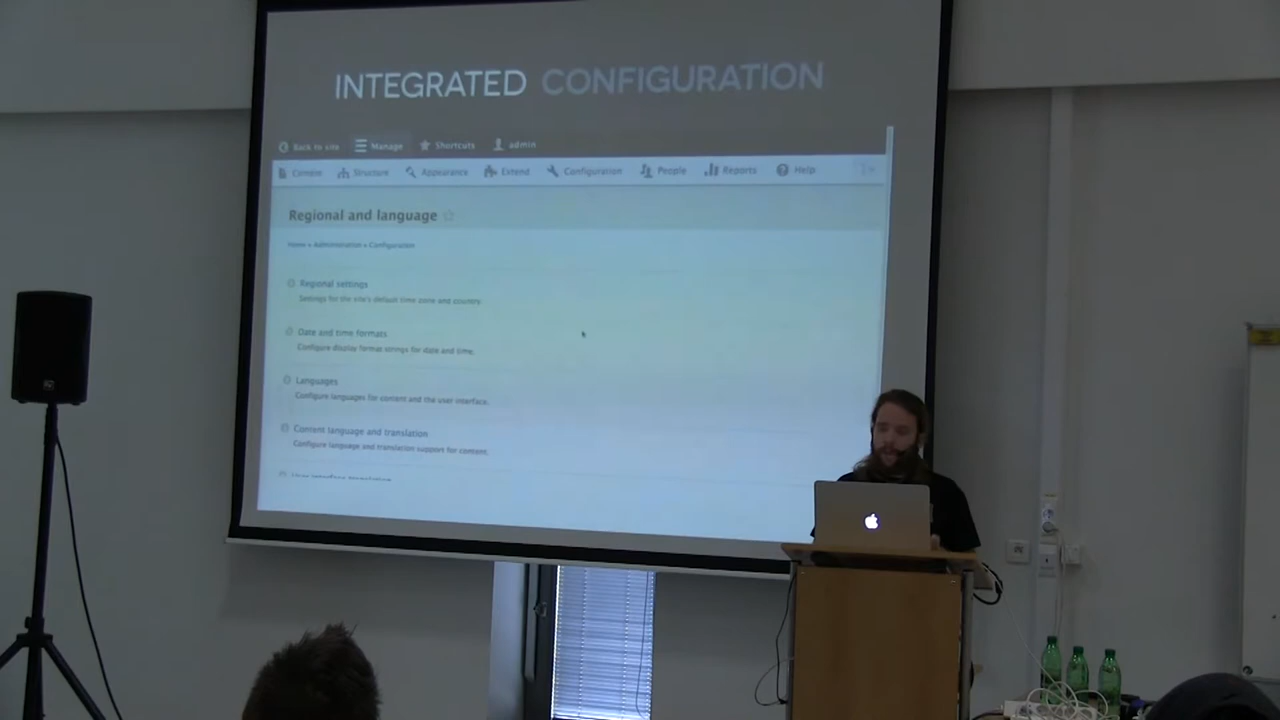 INTEGRATED CONFIGURATION
Back to site Manage Shortcuts admin
Content Structure Appearance Extend Configuration People Reports Help
Regional and language
Home » Administration » Configuration
Regional settings
Settings for the site's default time zone and country.
Date and time formats
Configure display format strings for date and time.
Languages
Configure languages for content and the user interface.
Content language and translation
Configure language and translation support for content.
User interface translation